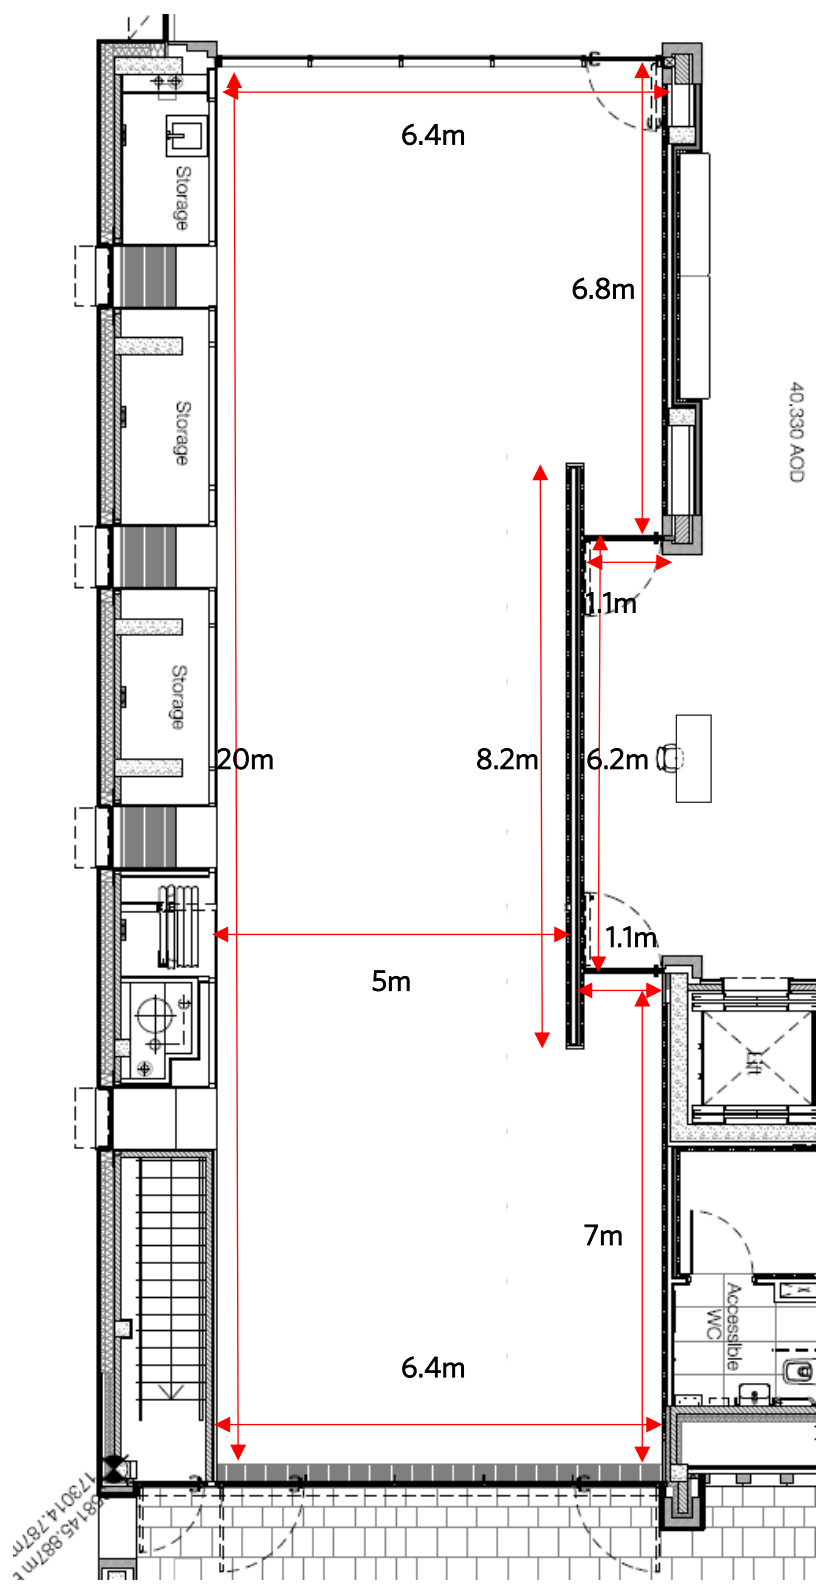 6.4m
Storage
6.8m
40.330 AOD
Storage
1.1m
Storage
20m
8.2m
6.2m
1.1m
5m
Lift
7m
Accessible
WC
6.4m
173014.787m